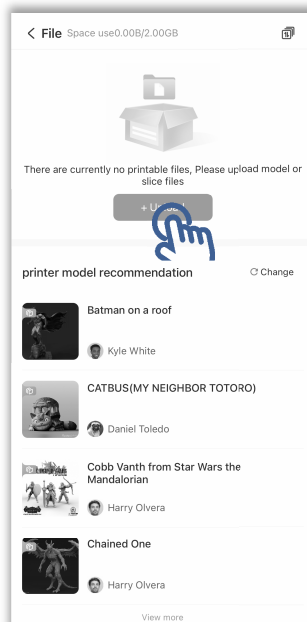 File Space use0.00B/2.00GB
There are currently no printable files, Please upload model or
slice files
+ Upload
printer model recommendation
Change
Batman on a roof
Kyle White
CATBUS(MY NEIGHBOR TOTORO)
Daniel Toledo
Cobb Vanth from Star Wars the
Mandalorian
Harry Olvera
Chained One
Harry Olvera
View more